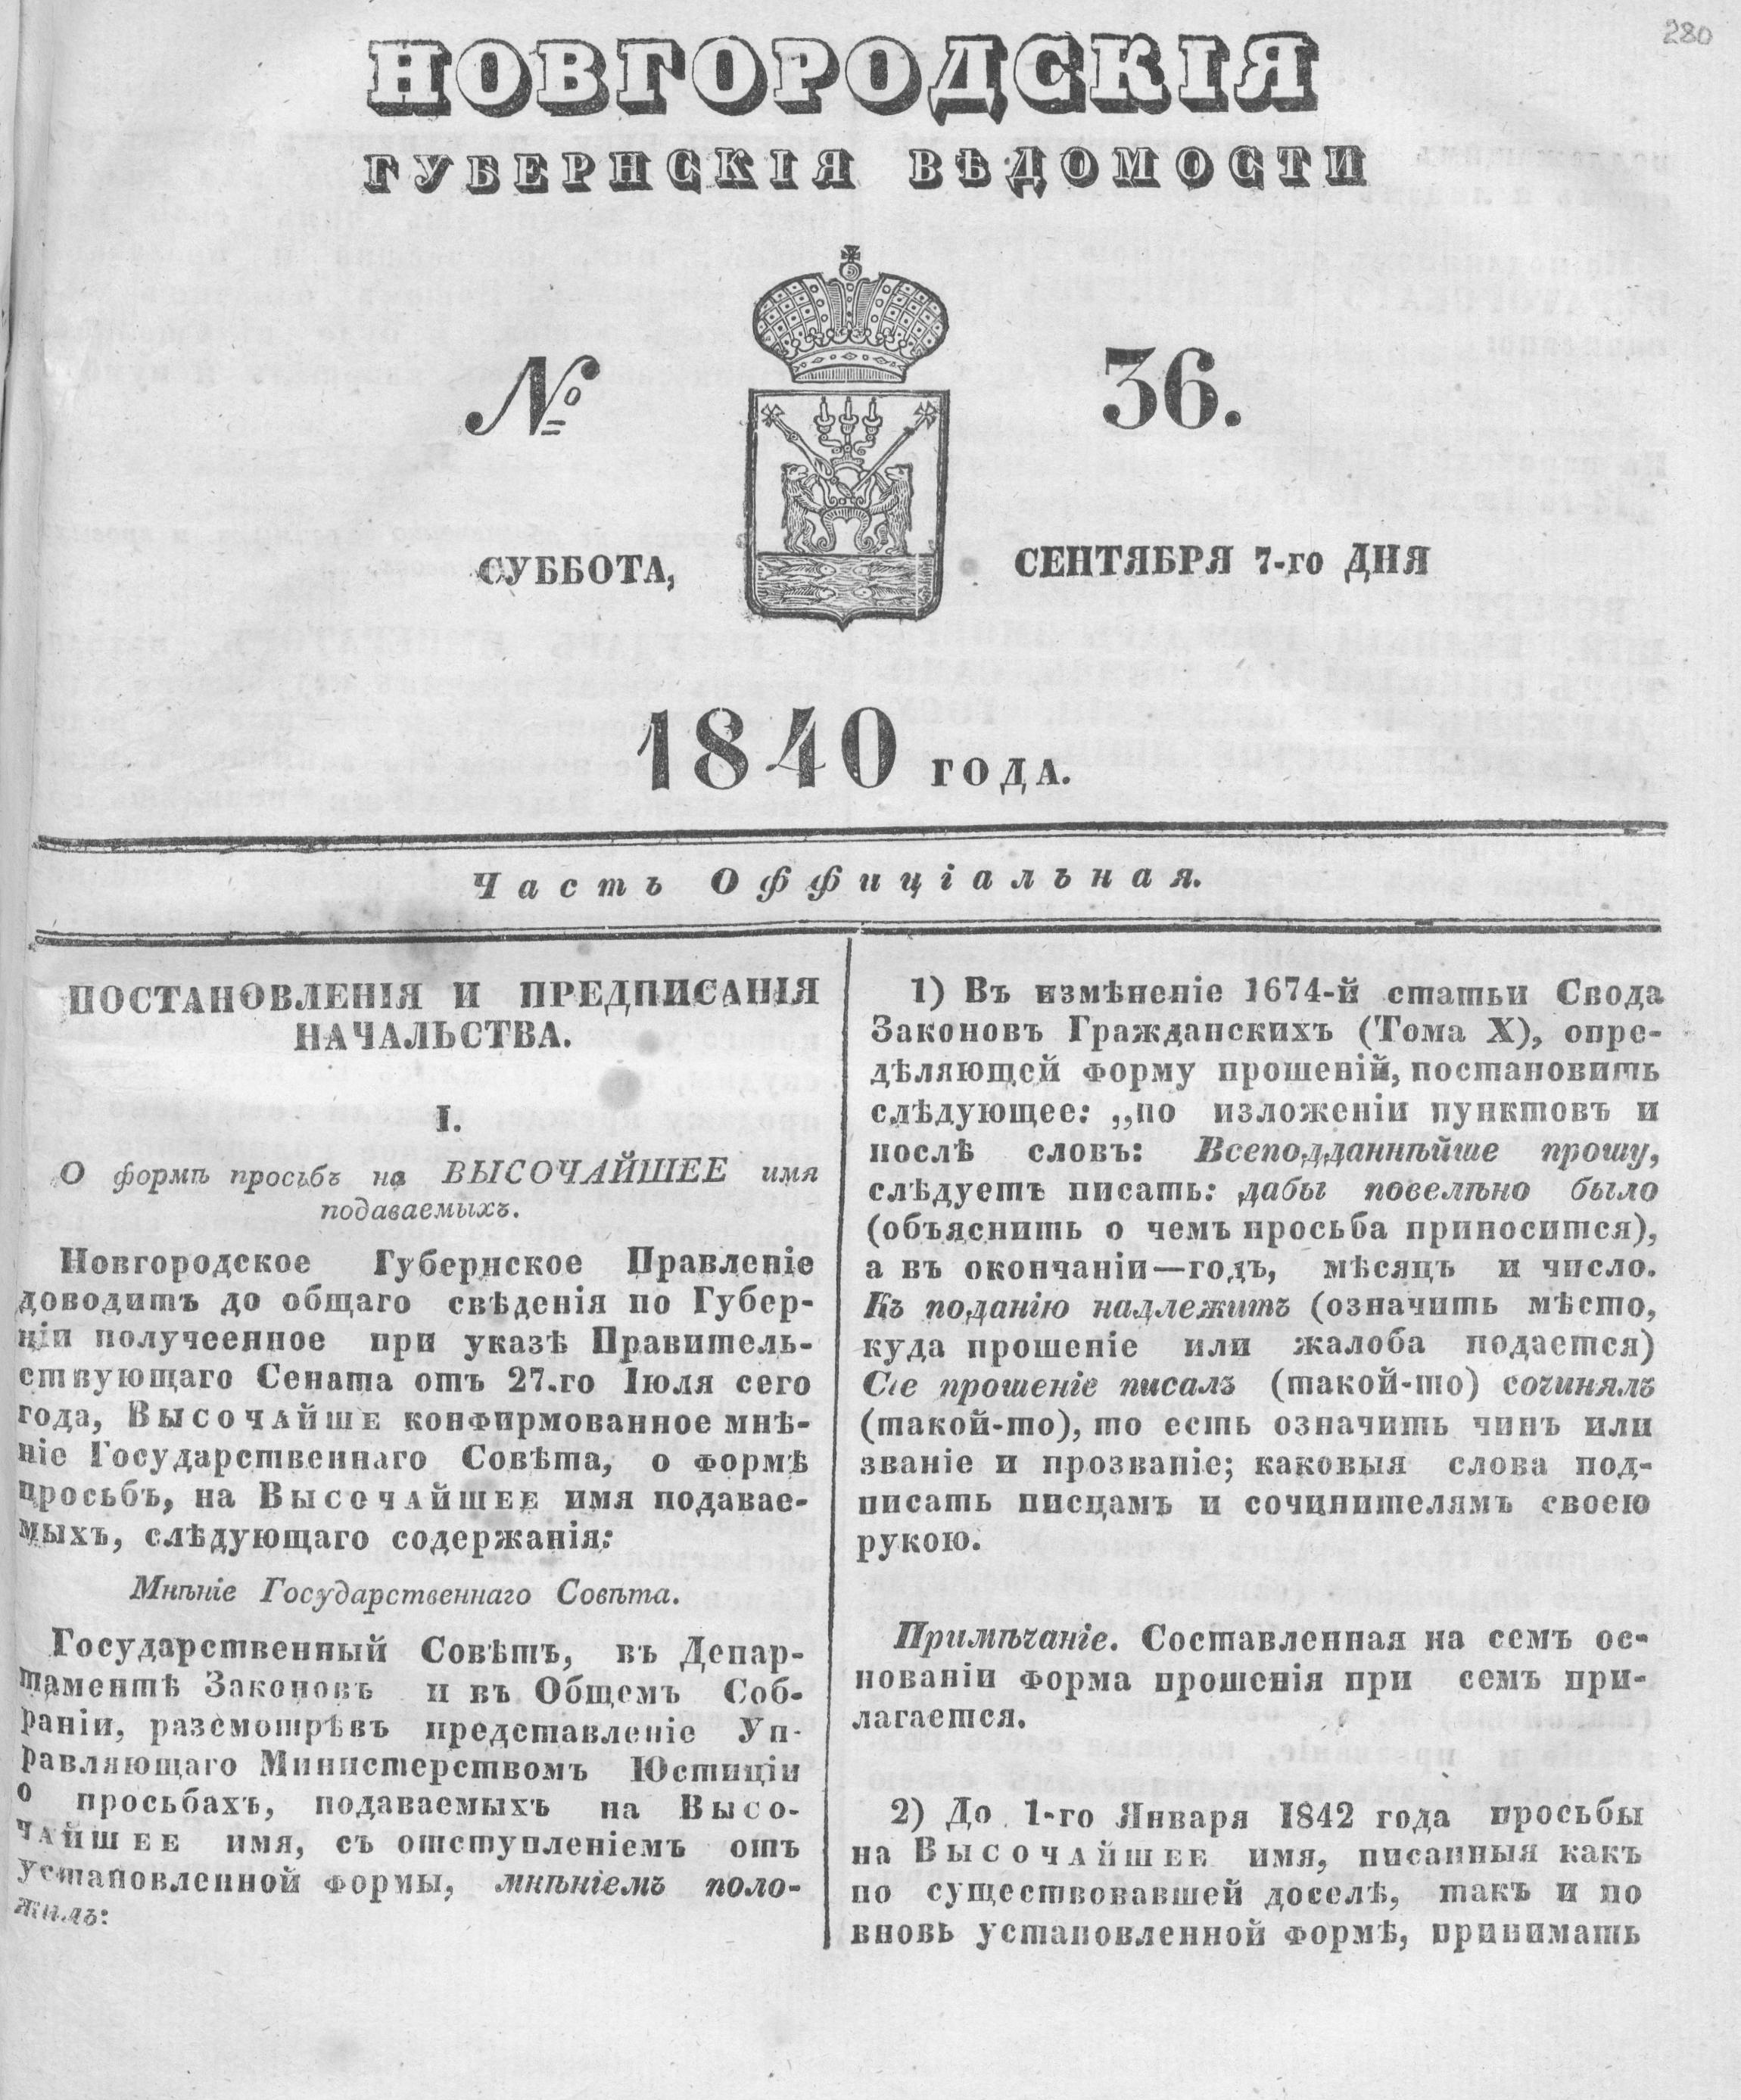 280
НОВГОРОДСКІЯ
ГУБЕРНСКІЯ ВѢДОМОСТИ
№ 36.
СУББОТА, СЕНТЯБРЯ 7-го ДНЯ
1840 года.
Часть Оффиціальная.
ПОСТАНОВЛЕНІЯ И ПРЕДПИСАНІЯ
НАЧАЛЬСТВА.
I.
О формѣ просьбъ на ВЫСОЧАЙШЕЕ имя
подаваемыхъ.
Новгородское Губернское Правленіе
доводитъ до общаго свѣденія по Губер-
ніи получеенное при указѣ Правитель-
ствующаго Сената отъ 27.го Іюля сего
года, Высочайше конфирмованное мнѣ-
ніе Государственнаго Совѣта, о формѣ
просьбъ, на Высочайшее имя подавае-
мыхъ, слѣдующаго содержанія:
Мнѣніе Государственнаго Совѣта.
Государственный Совѣтъ, въ Депар-
таментѣ Законовъ и въ Общемъ Соб-
раніи, разсмотрѣвъ представленіе Уп-
равляющаго Министерствомъ Юстиціи
о просьбахъ, подаваемыхъ на Высо-
чайшее имя, съ отступленіемъ отъ
установленной формы, мнѣніемъ поло-
жилъ:
1) Въ измѣненіе 1674-й статьи Свода
Законовъ Гражданскихъ (Тома X), опре-
дѣляющей форму прошеній, постановить
слѣдующее: „по изложеніи пунктовъ и
послѣ словъ: Всеподданнѣйше прошу,
слѣдуетъ писать: дабы повелѣно было
(объяснить о чемъ просьба приносится),
а въ окончаніи—годъ, мѣсяцъ и число.
Къ поданію надлежитъ (означить мѣсто,
куда прошеніе или жалоба подается)
Сіе прошеніе писалъ (такой-то) сочинялъ
(такой-то), то есть означить чинъ или
званіе и прозваніе; каковыя слова под-
писать писцамъ и сочинителямъ своею
рукою.
Примѣчаніе. Составленная на семъ ос-
нованіи форма прошенія при семъ при-
лагается.
2) До 1-го Января 1842 года просьбы
на Высочайшее имя, писанныя какъ
по существовавшей доселѣ, такъ и по
вновь установленной формѣ, принимать